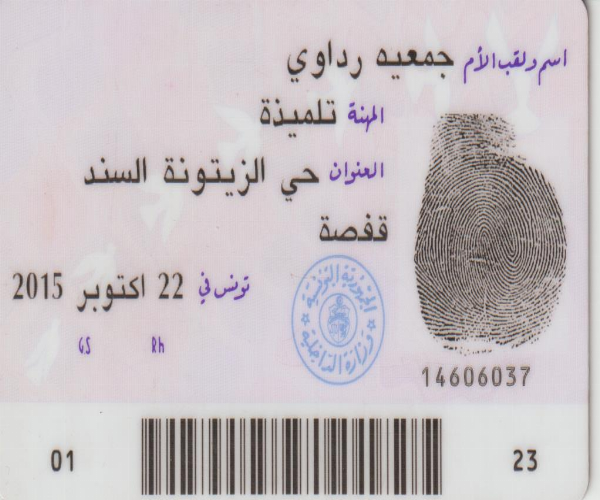 اسم ولقب الأم جمعيه رداوي
المهنة تلميذة
العنوان حي الزيتونة السند
قفصة
تونس في 22 اكتوبر 2015
GS Rh
الجمهورية التونسية
وزارة الداخلية
14606037
01 23